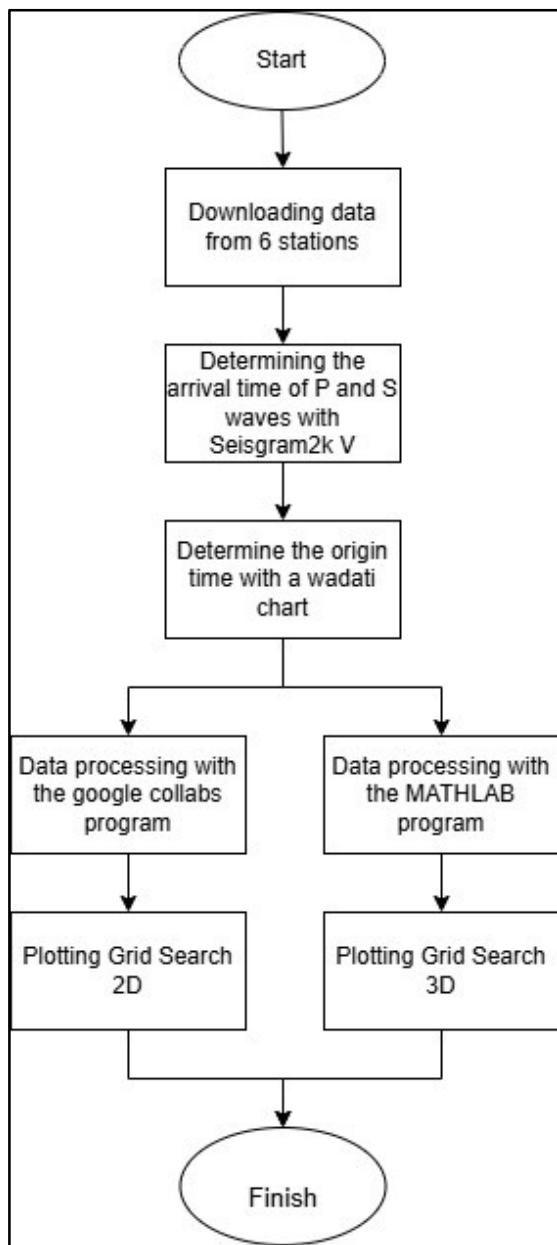 Start
Downloading data
from 6 stations
Determining the
arrival time of P and S
waves with
Seisgram2k V
Determine the origin
time with a wadati
chart
Data processing with
the google collabs
program
Data processing with
the MATHLAB
program
Plotting Grid Search
2D
Plotting Grid Search
3D
Finish